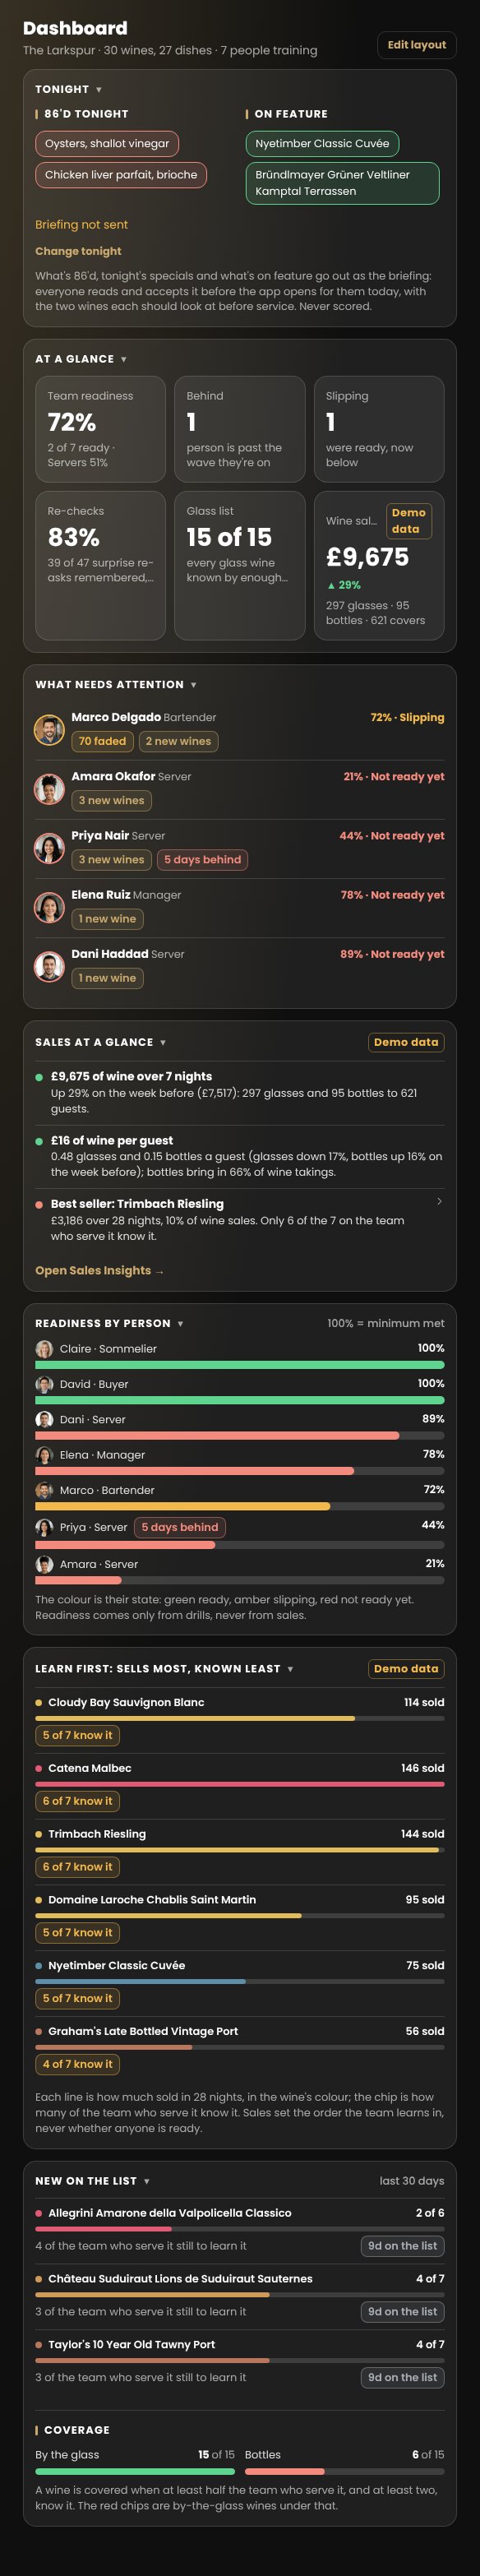 Dashboard
The Larkspur · 30 wines, 27 dishes · 7 people training
Edit layout
TONIGHT ▼
86'D TONIGHT
Oysters, shallot vinegar
Chicken liver parfait, brioche
ON FEATURE
Nyetimber Classic Cuvée
Bründlmayer Grüner Veltliner
Kamptal Terrassen
Briefing not sent
Change tonight
What's 86'd, tonight's specials and what's on feature go out as the briefing:
everyone reads and accepts it before the app opens for them today, with
the two wines each should look at before service. Never scored.
AT A GLANCE ▼
Team readiness
72%
2 of 7 ready ·
Servers 51%
Behind
1
person is past the
wave they're on
Slipping
1
were ready, now
below
Re-checks
83%
39 of 47 surprise re-
asks remembered,…
Glass list
15 of 15
every glass wine
known by enough…
Wine sal…
Demo
data
£9,675
▲ 29%
297 glasses · 95
bottles · 621 covers
WHAT NEEDS ATTENTION ▼
Marco Delgado Bartender
72% · Slipping
70 faded
2 new wines
Amara Okafor Server
21% · Not ready yet
3 new wines
Priya Nair Server
44% · Not ready yet
3 new wines
5 days behind
Elena Ruiz Manager
78% · Not ready yet
1 new wine
Dani Haddad Server
89% · Not ready yet
1 new wine
SALES AT A GLANCE ▼
Demo data
£9,675 of wine over 7 nights
Up 29% on the week before (£7,517): 297 glasses and 95 bottles to 621
guests.
£16 of wine per guest
0.48 glasses and 0.15 bottles a guest (glasses down 17%, bottles up 16% on
the week before); bottles bring in 66% of wine takings.
Best seller: Trimbach Riesling
£3,186 over 28 nights, 10% of wine sales. Only 6 of the 7 on the team
who serve it know it.
Open Sales Insights →
READINESS BY PERSON ▼
100% = minimum met
Claire · Sommelier
100%
David · Buyer
100%
Dani · Server
89%
Elena · Manager
78%
Marco · Bartender
72%
Priya · Server
5 days behind
44%
Amara · Server
21%
The colour is their state: green ready, amber slipping, red not ready yet.
Readiness comes only from drills, never from sales.
LEARN FIRST: SELLS MOST, KNOWN LEAST ▼
Demo data
Cloudy Bay Sauvignon Blanc
114 sold
5 of 7 know it
Catena Malbec
146 sold
6 of 7 know it
Trimbach Riesling
144 sold
6 of 7 know it
Domaine Laroche Chablis Saint Martin
95 sold
5 of 7 know it
Nyetimber Classic Cuvée
75 sold
5 of 7 know it
Graham's Late Bottled Vintage Port
56 sold
4 of 7 know it
Each line is how much sold in 28 nights, in the wine's colour; the chip is how
many of the team who serve it know it. Sales set the order the team learns in,
never whether anyone is ready.
NEW ON THE LIST ▼
last 30 days
Allegrini Amarone della Valpolicella Classico
2 of 6
4 of the team who serve it still to learn it
9d on the list
Château Suduiraut Lions de Suduiraut Sauternes
4 of 7
3 of the team who serve it still to learn it
9d on the list
Taylor's 10 Year Old Tawny Port
4 of 7
3 of the team who serve it still to learn it
9d on the list
COVERAGE
By the glass
15 of 15
Bottles
6 of 15
A wine is covered when at least half the team who serve it, and at least two,
know it. The red chips are by-the-glass wines under that.